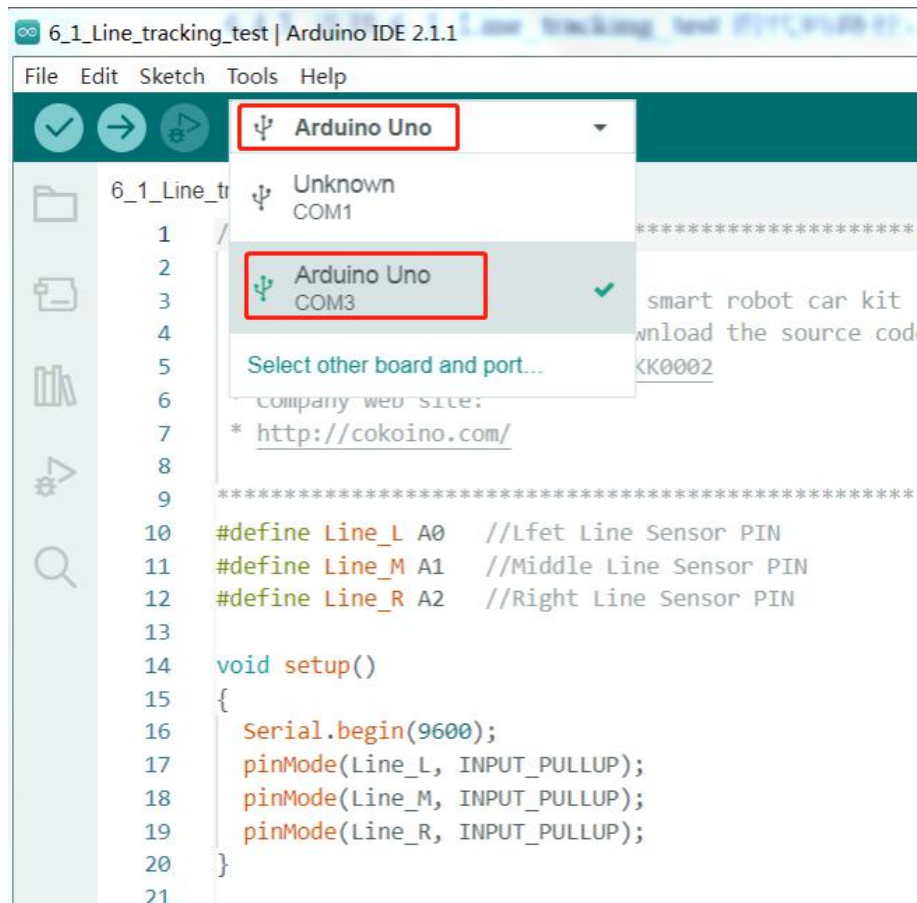 6_1_Line_tracking_test | Arduino IDE 2.1.1
File Edit Sketch Tools Help
Arduino Uno
6_1_Line_tr
Unknown
COM1
Arduino Uno
COM3
Select other board and port...
1 / *********************
2
3 smart robot car kit
4 wnload the source code
5 KK0002
6 * Company web site:
7 * http://cokoino.com/
8
9 ****************************************************
10 #define Line_L A0 //Lfet Line Sensor PIN
11 #define Line_M A1 //Middle Line Sensor PIN
12 #define Line_R A2 //Right Line Sensor PIN
13
14 void setup()
15 {
16 Serial.begin(9600);
17 pinMode(Line_L, INPUT_PULLUP);
18 pinMode(Line_M, INPUT_PULLUP);
19 pinMode(Line_R, INPUT_PULLUP);
20 }
21